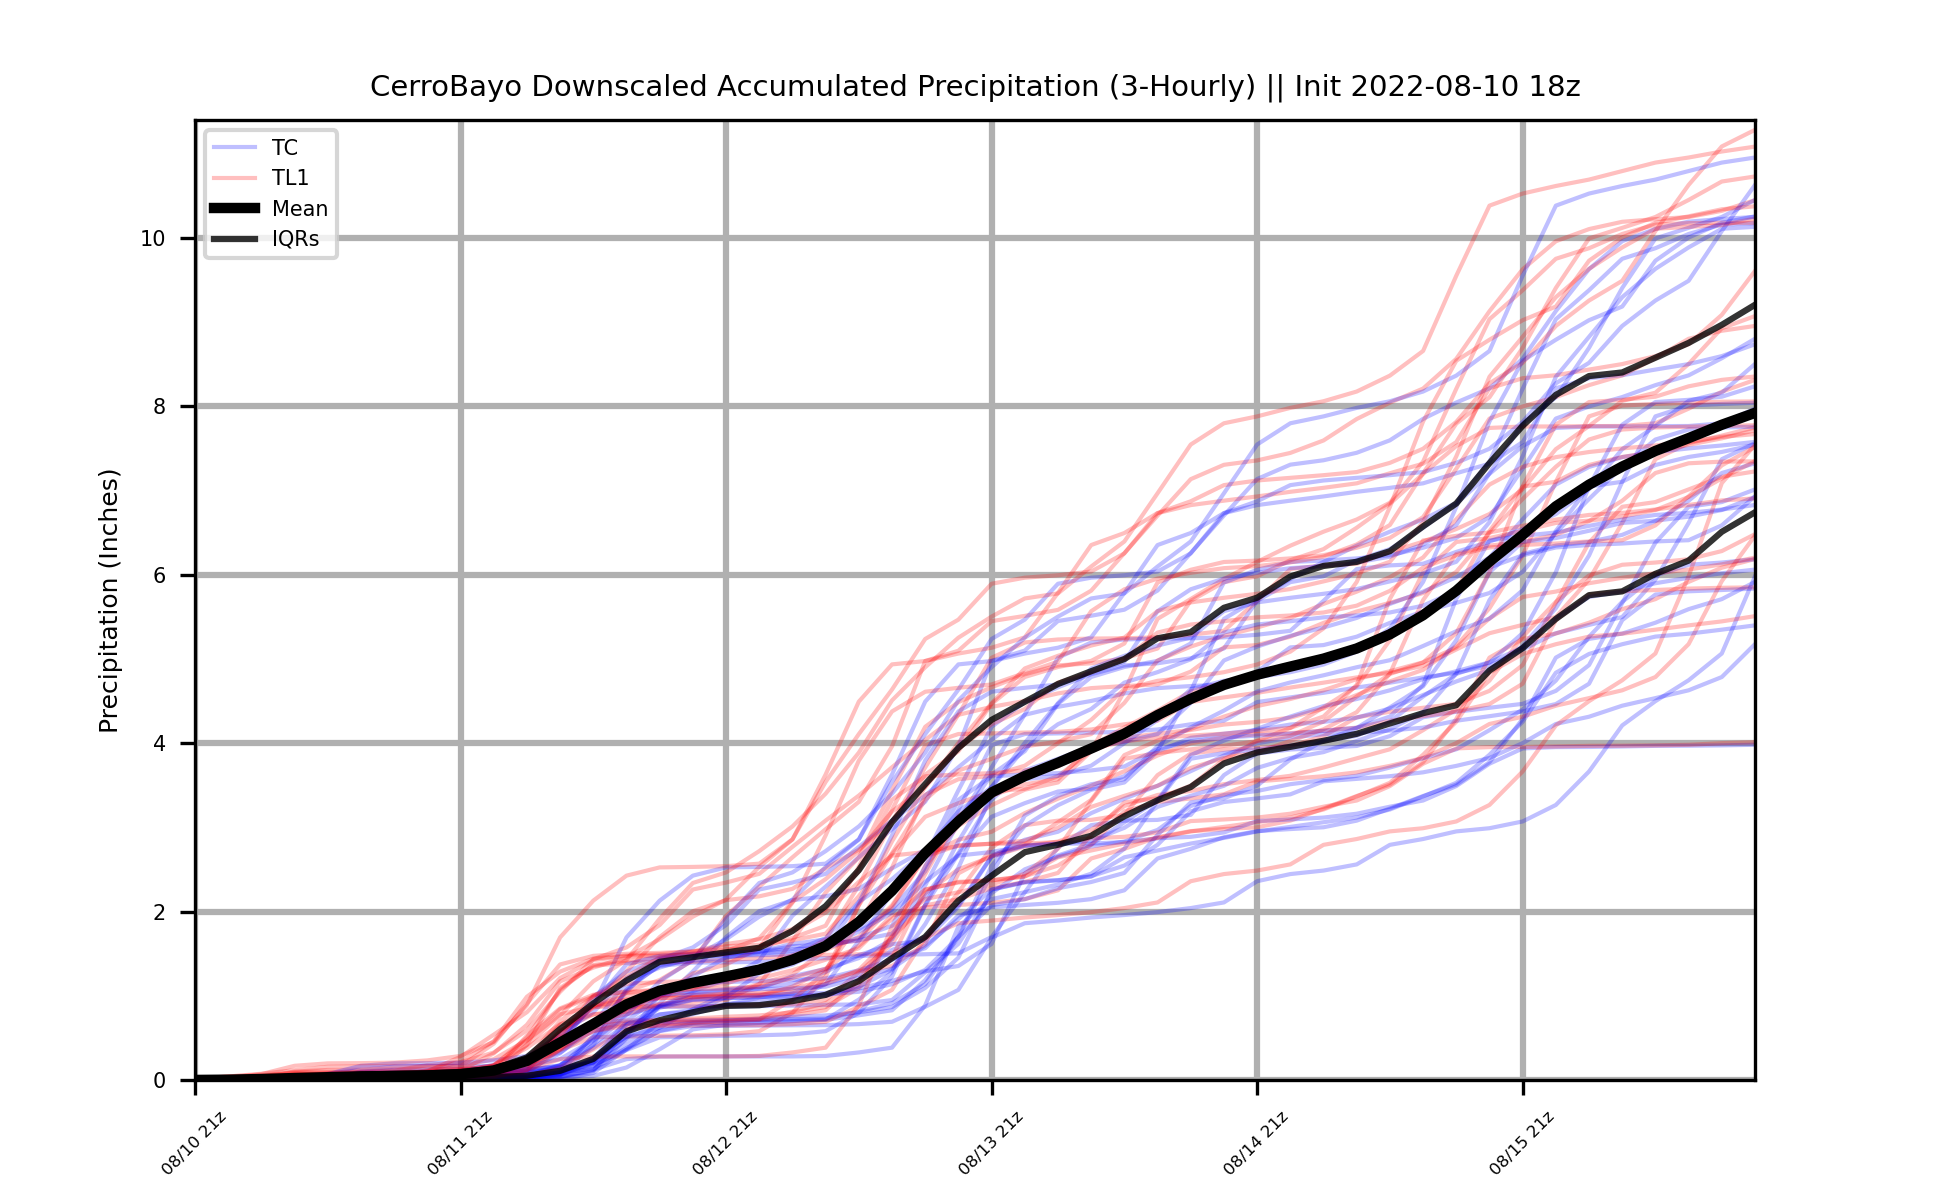 CerroBayo Downscaled Accumulated Precipitation (3-Hourly) || Init 2022-08-10 18z
TC
TL1
Mean
IQRs
Precipitation (Inches)
10
8
6
4
2
0
08/10 21z
08/11 21z
08/12 21z
08/13 21z
08/14 21z
08/15 21z